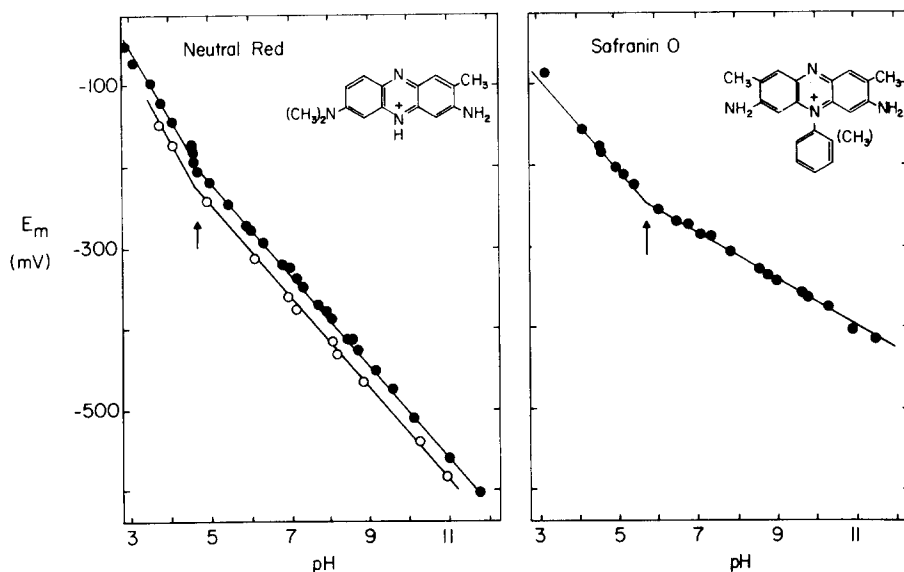 Neutral Red
N
CH₃
(CH₃)₂N
+
N
H
NH₂
-100
-300
-500
Eₘ
(mV)
3 5 7 9 11
pH
Safranin O
CH₃
N
CH₃
NH₂
+
N
NH₂
(CH₃)
3 5 7 9 11
pH